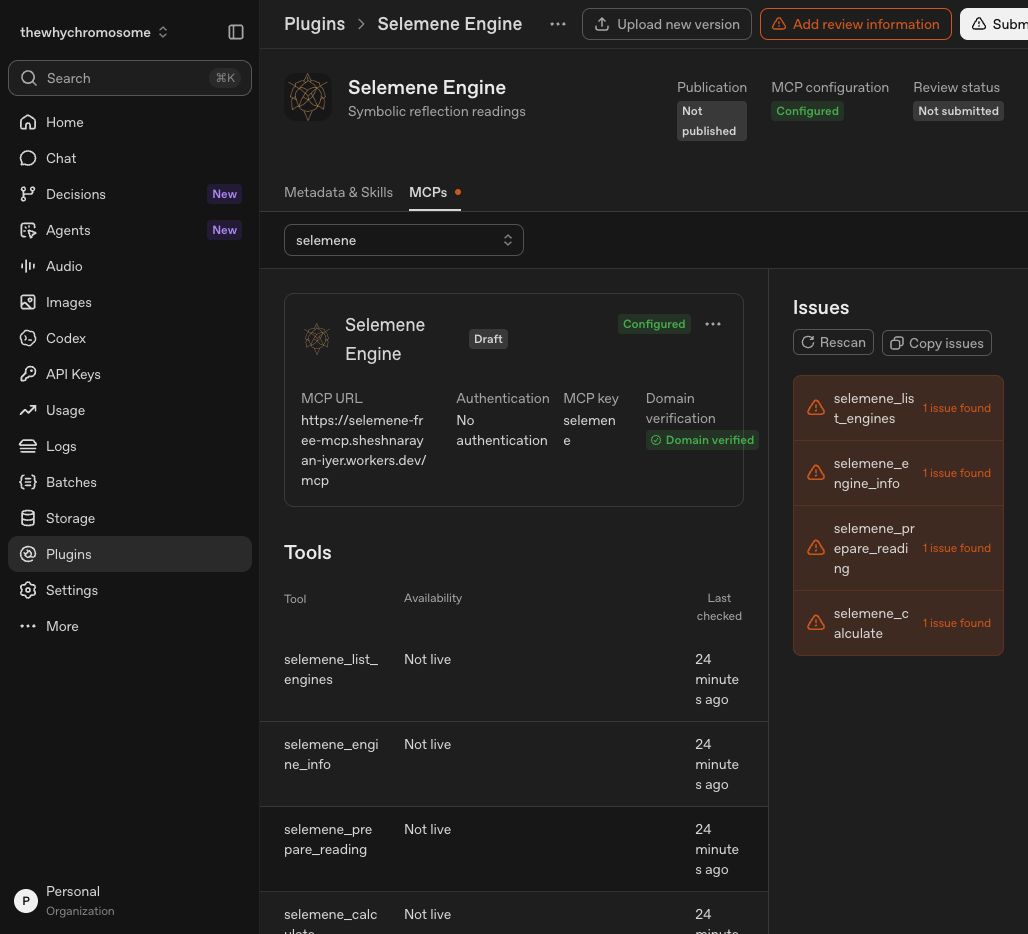 thewhychromosome
Search
⌘K
Home
Chat
Decisions
New
Agents
New
Audio
Images
Codex
API Keys
Usage
Logs
Batches
Storage
Plugins
Settings
More
P
Personal
Organization
Plugins > Selemene Engine
Upload new version
Add review information
Subm
Selemene Engine
Symbolic reflection readings
Publication
Not
published
MCP configuration
Configured
Review status
Not submitted
Metadata & Skills
MCPs
selemene
Selemene
Engine
Draft
Configured
MCP URL
https://selemene-fr
ee-mcp.sheshnaray
an-iyer.workers.dev/
mcp
Authentication
No
authentication
MCP key
selemen
e
Domain
verification
Domain verified
Tools
Tool
Availability
Last
checked
selemene_list_
engines
Not live
24
minute
s ago
selemene_engi
ne_info
Not live
24
minute
s ago
selemene_pre
pare_reading
Not live
24
minute
s ago
selemene_calc
ulate
Not live
24
minute
Issues
Rescan
Copy issues
selemene_lis
t_engines
1 issue found
selemene_e
ngine_info
1 issue found
selemene_pr
epare_readi
ng
1 issue found
selemene_c
alculate
1 issue found